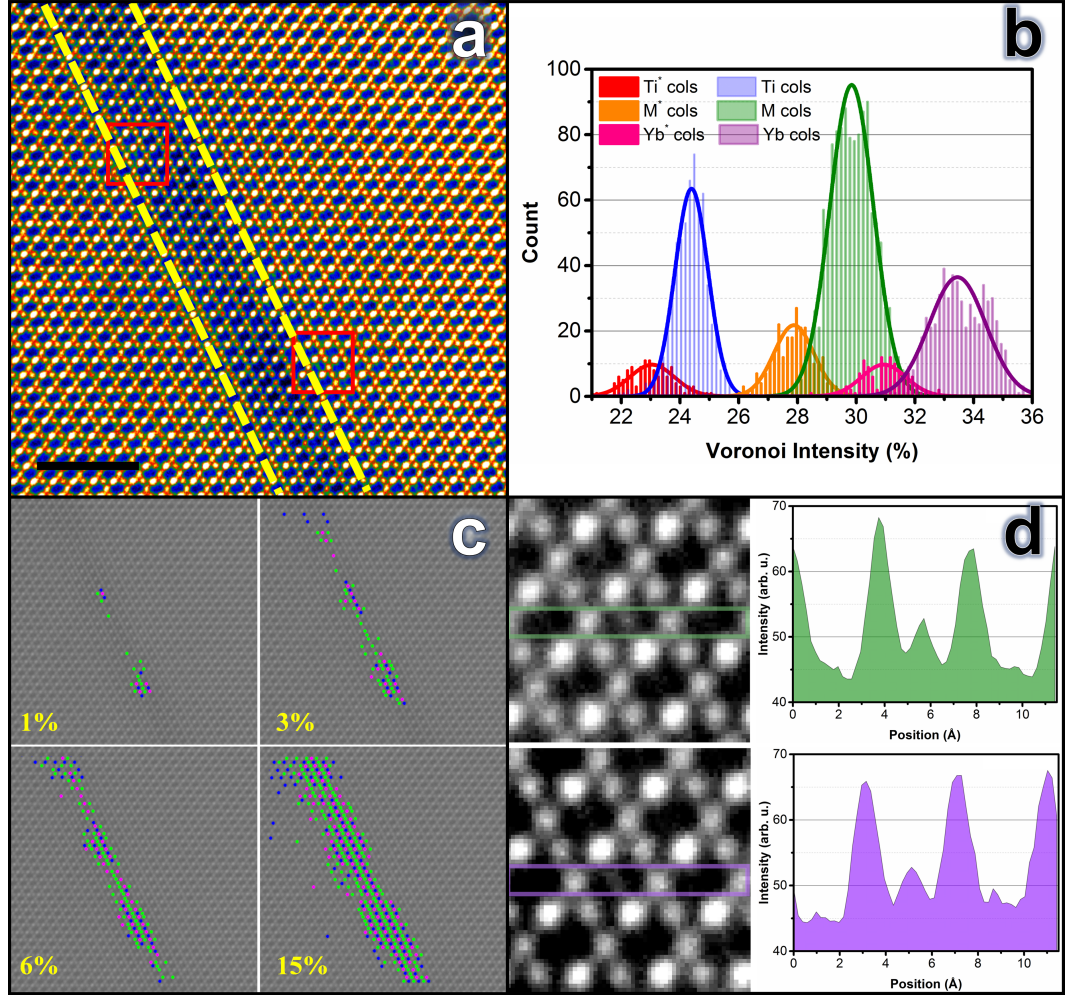 a
b
100
80
60
40
20
0
Count
Ti* cols
Ti cols
M* cols
M cols
Yb* cols
Yb cols
22 24 26 28 30 32 34 36
Voronoi Intensity (%)
c
1%
3%
6%
15%
d
70
60
50
40
Intensity (arb. u.)
0 2 4 6 8 10
Position (Å)
70
60
50
40
Intensity (arb. u.)
0 2 4 6 8 10
Position (Å)